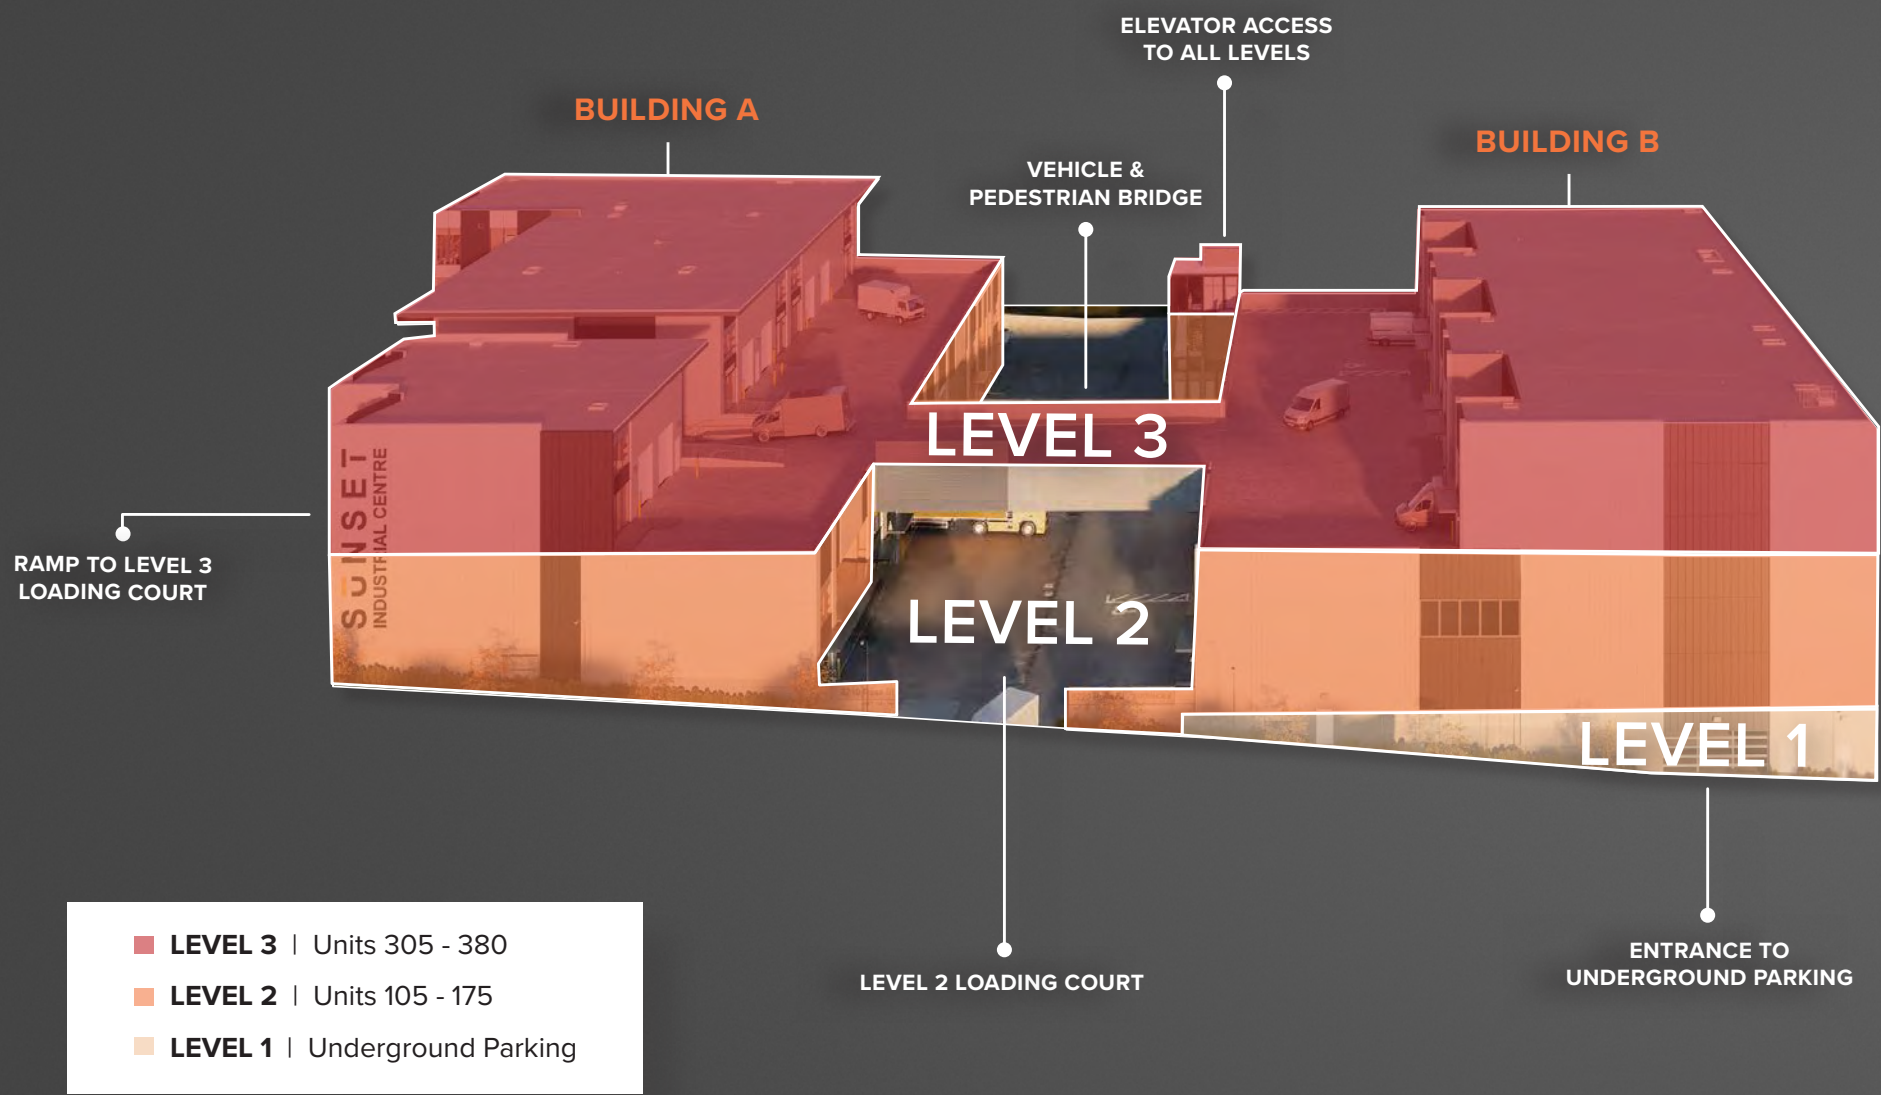 ELEVATOR ACCESS
TO ALL LEVELS
BUILDING A
BUILDING B
VEHICLE &
PEDESTRIAN BRIDGE
LEVEL 3
SUNSET
INDUSTRIAL CENTRE
RAMP TO LEVEL 3
LOADING COURT
LEVEL 2
LEVEL 1
LEVEL 2 LOADING COURT
ENTRANCE TO
UNDERGROUND PARKING
LEVEL 3 | Units 305 - 380
LEVEL 2 | Units 105 - 175
LEVEL 1 | Underground Parking